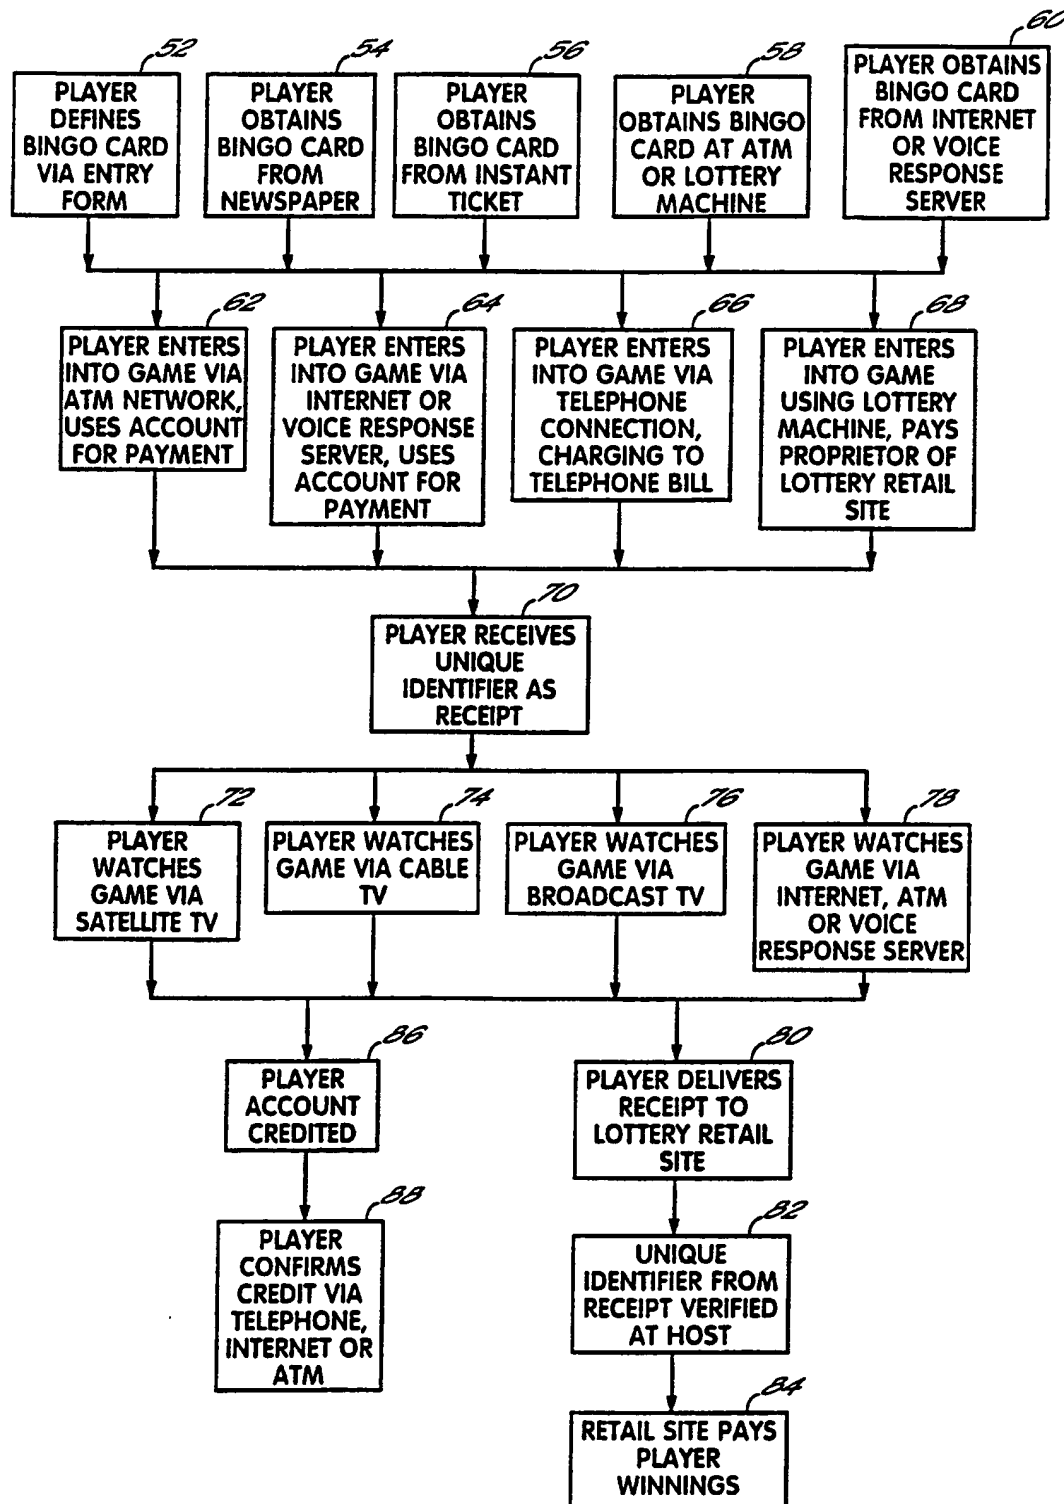 52
PLAYER
DEFINES
BINGO CARD
VIA ENTRY
FORM
54
PLAYER
OBTAINS
BINGO CARD
FROM
NEWSPAPER
56
PLAYER
OBTAINS
BINGO CARD
FROM INSTANT
TICKET
58
PLAYER
OBTAINS BINGO
CARD AT ATM
OR LOTTERY
MACHINE
60
PLAYER OBTAINS
BINGO CARD
FROM INTERNET
OR VOICE
RESPONSE
SERVER
62
PLAYER ENTERS
INTO GAME VIA
ATM NETWORK,
USES ACCOUNT
FOR PAYMENT
64
PLAYER ENTERS
INTO GAME VIA
INTERNET OR
VOICE RESPONSE
SERVER, USES
ACCOUNT FOR
PAYMENT
66
PLAYER ENTERS
INTO GAME VIA
TELEPHONE
CONNECTION,
CHARGING TO
TELEPHONE BILL
68
PLAYER ENTERS
INTO GAME
USING LOTTERY
MACHINE, PAYS
PROPRIETOR OF
LOTTERY RETAIL
SITE
70
PLAYER RECEIVES
UNIQUE
IDENTIFIER AS
RECEIPT
72
PLAYER
WATCHES
GAME VIA
SATELLITE TV
74
PLAYER WATCHES
GAME VIA CABLE
TV
76
PLAYER WATCHES
GAME VIA
BROADCAST TV
78
PLAYER WATCHES
GAME VIA
INTERNET, ATM
OR VOICE
RESPONSE SERVER
86
PLAYER
ACCOUNT
CREDITED
80
PLAYER DELIVERS
RECEIPT TO
LOTTERY RETAIL
SITE
88
PLAYER
CONFIRMS
CREDIT VIA
TELEPHONE,
INTERNET OR
ATM
82
UNIQUE
IDENTIFIER FROM
RECEIPT VERIFIED
AT HOST
84
RETAIL SITE PAYS
PLAYER
WINNINGS